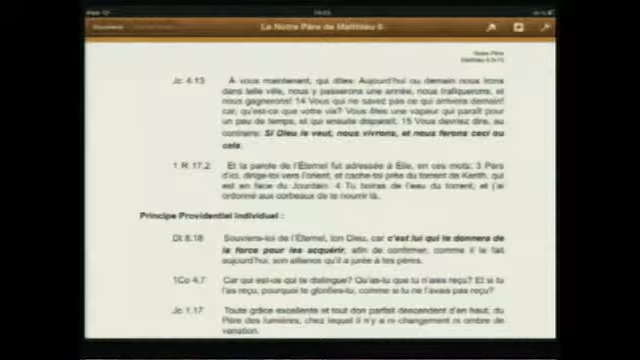 Le Notre Père de Matthieu 6
Notre Père
Matthieu 6.9-13
Jc 4.13 A vous maintenant, qui dites: Aujourd'hui ou demain nous irons
dans telle ville, nous y passerons une année, nous trafiquerons, et
nous gagnerons! 14 Vous qui ne savez pas ce qui arrivera demain!
car, qu'est-ce que votre vie? Vous êtes une vapeur qui paraît pour
un peu de temps, et qui ensuite disparaît. 15 Vous devriez dire, au
contraire: Si Dieu le veut, nous vivrons, et nous ferons ceci ou
cela.
1 R 17.2 Et la parole de l'Éternel fut adressée à Elie, en ces mots: 3 Pars
d'ici, dirige-toi vers l'orient, et cache-toi près du torrent de Kerith, qui
est en face du Jourdain. 4 Tu boiras de l'eau du torrent, et j'ai
ordonné aux corbeaux de te nourrir là.
Principe Providentiel individuel :
Dt 8.18 Souviens-toi de l'Éternel, ton Dieu, car c'est lui qui te donnera de
la force pour les acquérir, afin de confirmer, comme il le fait
aujourd'hui, son alliance qu'il a jurée à tes pères.
1Co 4.7 Car qui est-ce qui te distingue? Qu'as-tu que tu n'aies reçu? Et si tu
l'as reçu, pourquoi te glorifies-tu, comme si tu ne l'avais pas reçu?
Jc 1.17 Toute grâce excellente et tout don parfait descendent d'en haut, du
Père des lumières, chez lequel il n'y a ni changement ni ombre de
variation.